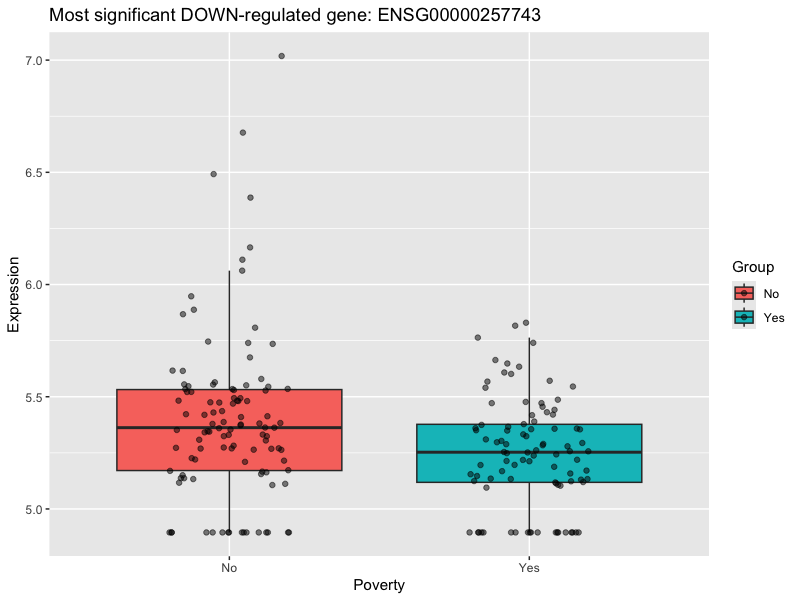 Most significant DOWN-regulated gene: ENSG00000257743
7.0
6.5
6.0
5.5
5.0
Expression
No
Yes
Poverty
Group
No
Yes